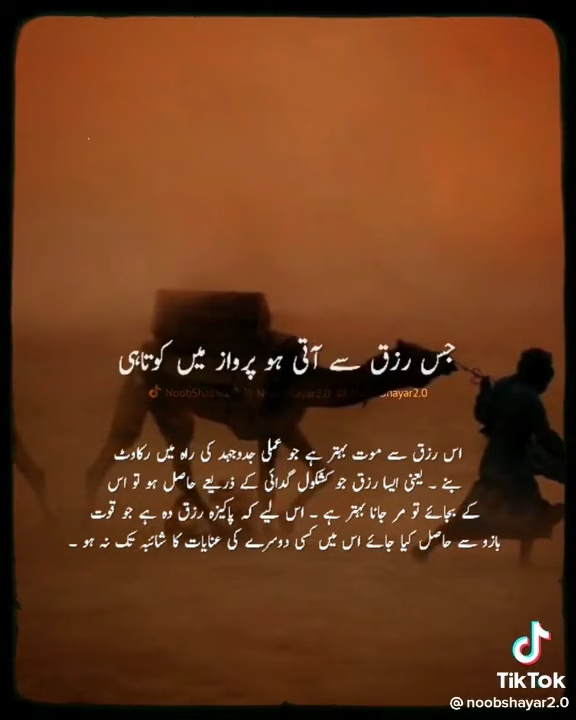 جس رزق سے آتی ہو پرواز میں کوتاہی
NoobShayar2.0
اس رزق سے موت بہتر ہے جو عملی جدوجہد کی راہ میں رکاوٹ
بنے ۔ یعنی ایسا رزق جو کشکول گدائی کے ذریعے حاصل ہو تو اس
کے بجائے تو مر جانا بہتر ہے ۔ اس لیے کہ پاکیزہ رزق وہ ہے جو قوت
بازو سے حاصل کیا جائے اس میں کسی دوسرے کی عنایات کا شائبہ تک نہ ہو ۔
TikTok
@noobshayar2.0